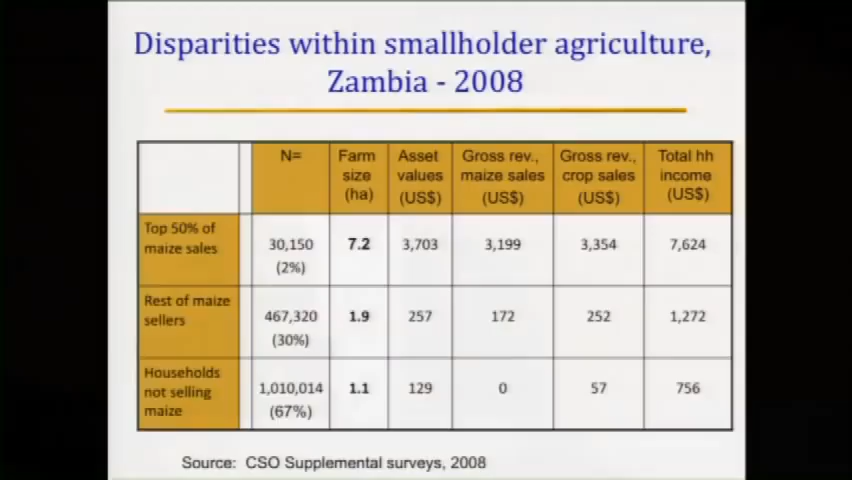 Disparities within smallholder agriculture,
Zambia - 2008
N=
Farm
size
(ha)
Asset
values
(US$)
Gross rev.,
maize sales
(US$)
Gross rev.,
crop sales
(US$)
Total hh
income
(US$)
Top 50% of
maize sales
30,150
(2%)
7.2
3,703
3,199
3,354
7,624
Rest of maize
sellers
467,320
(30%)
1.9
257
172
252
1,272
Households
not selling
maize
1,010,014
(67%)
1.1
129
0
57
756
Source: CSO Supplemental surveys, 2008